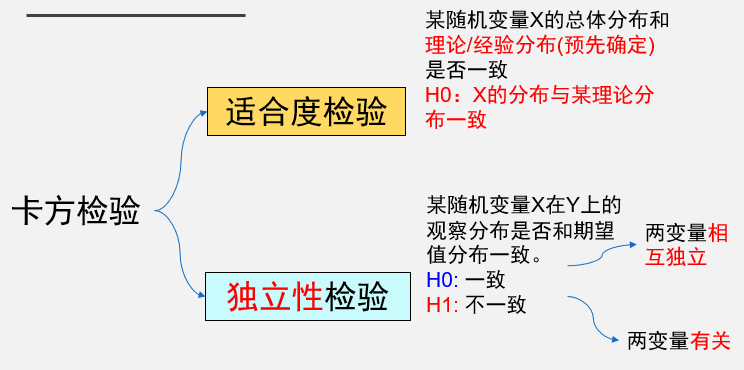 某随机变量X的总体分布和
理论/经验分布(预先确定)
是否一致
H0：X的分布与某理论分
布一致
适合度检验
卡方检验
某随机变量X在Y上的
观察分布是否和期望
值分布一致。
H0: 一致
H1: 不一致
独立性检验
两变量相
互独立
两变量有关